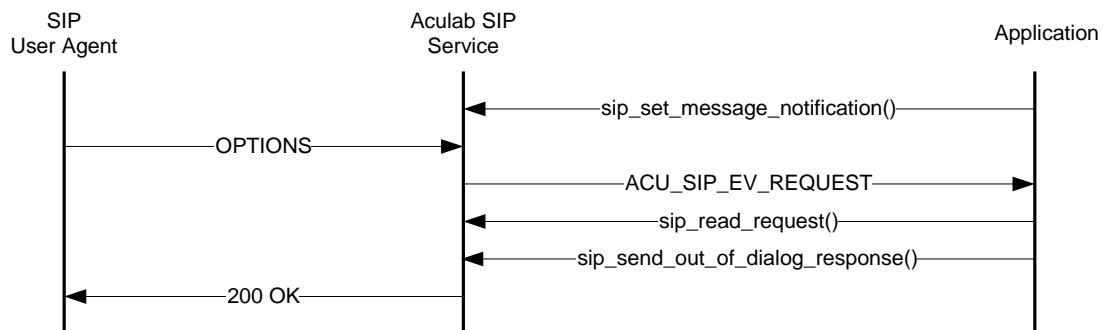 SIP
User Agent
Aculab SIP
Service
Application
sip_set_message_notification()
OPTIONS
ACU_SIP_EV_REQUEST
sip_read_request()
sip_send_out_of_dialog_response()
200 OK